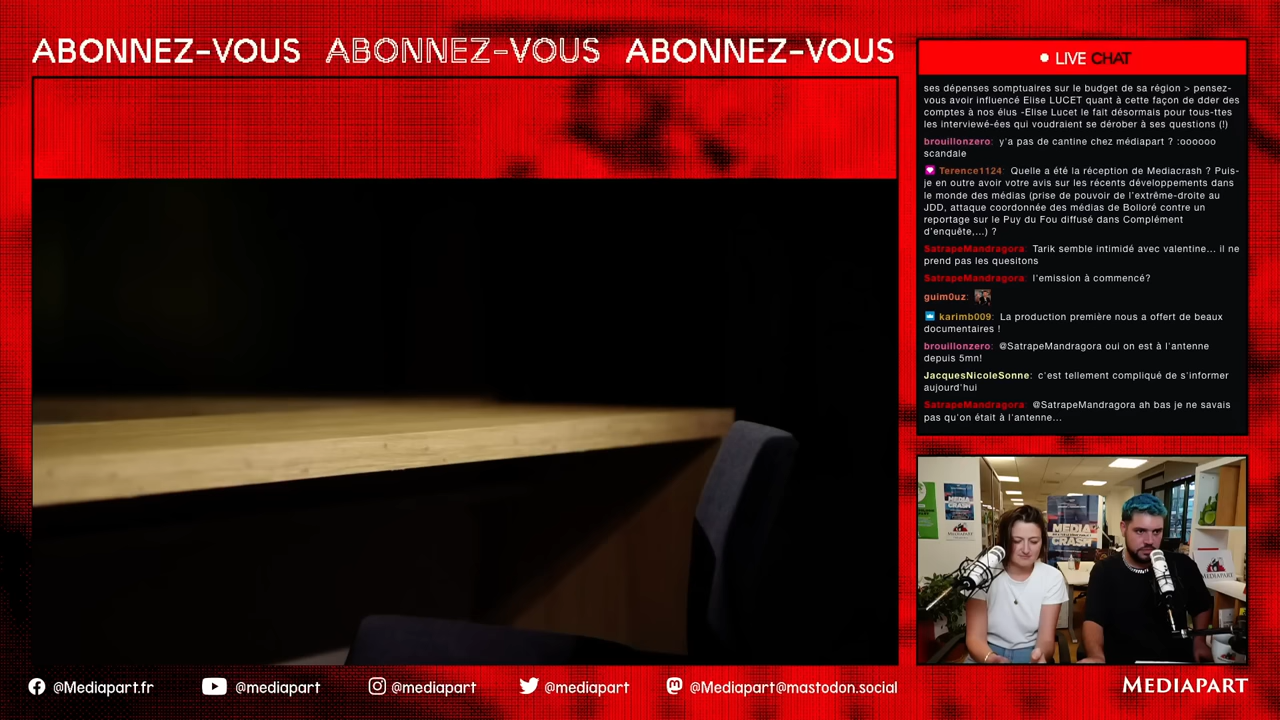 ABONNEZ-VOUS ABONNEZ-VOUS ABONNEZ-VOUS
LIVE CHAT
ses dépenses somptuaires sur le budget de sa région > pensez-
vous avoir influencé Elise LUCET quant à cette façon de dder des
comptes à nos élus -Elise Lucet le fait désormais pour tous-ttes
les interviewé-ées qui voudraient se dérober à ses questions (!)
brouillonzero: y'a pas de cantine chez médiapart ? :oooooo
scandale
Terence1124: Quelle a été la réception de Mediacrash ? Puis-
je en outre avoir votre avis sur les récents développements dans
le monde des médias (prise de pouvoir de l'extrême-droite au
JDD, attaque coordonnée des médias de Bolloré contre un
reportage sur le Puy du Fou diffusé dans Complément
d'enquête,...) ?
SatrapeMandragora: Tarik semble intimidé avec valentine... il ne
prend pas les quesitons
SatrapeMandragora: l'emission à commencé?
guim0uz:
karimb009: La production première nous a offert de beaux
documentaires !
brouillonzero: @SatrapeMandragora oui on est à l'antenne
depuis 5mn!
JacquesNicoleSonne: c'est tellement compliqué de s'informer
aujourd'hui
SatrapeMandragora: @SatrapeMandragora ah bas je ne savais
pas qu'on était à l'antenne...
MEDIA
CRASH
MEDIAPART
@Mediapart.fr @mediapart @mediapart @mediapart @Mediapart@mastodon.social
MEDIAPART